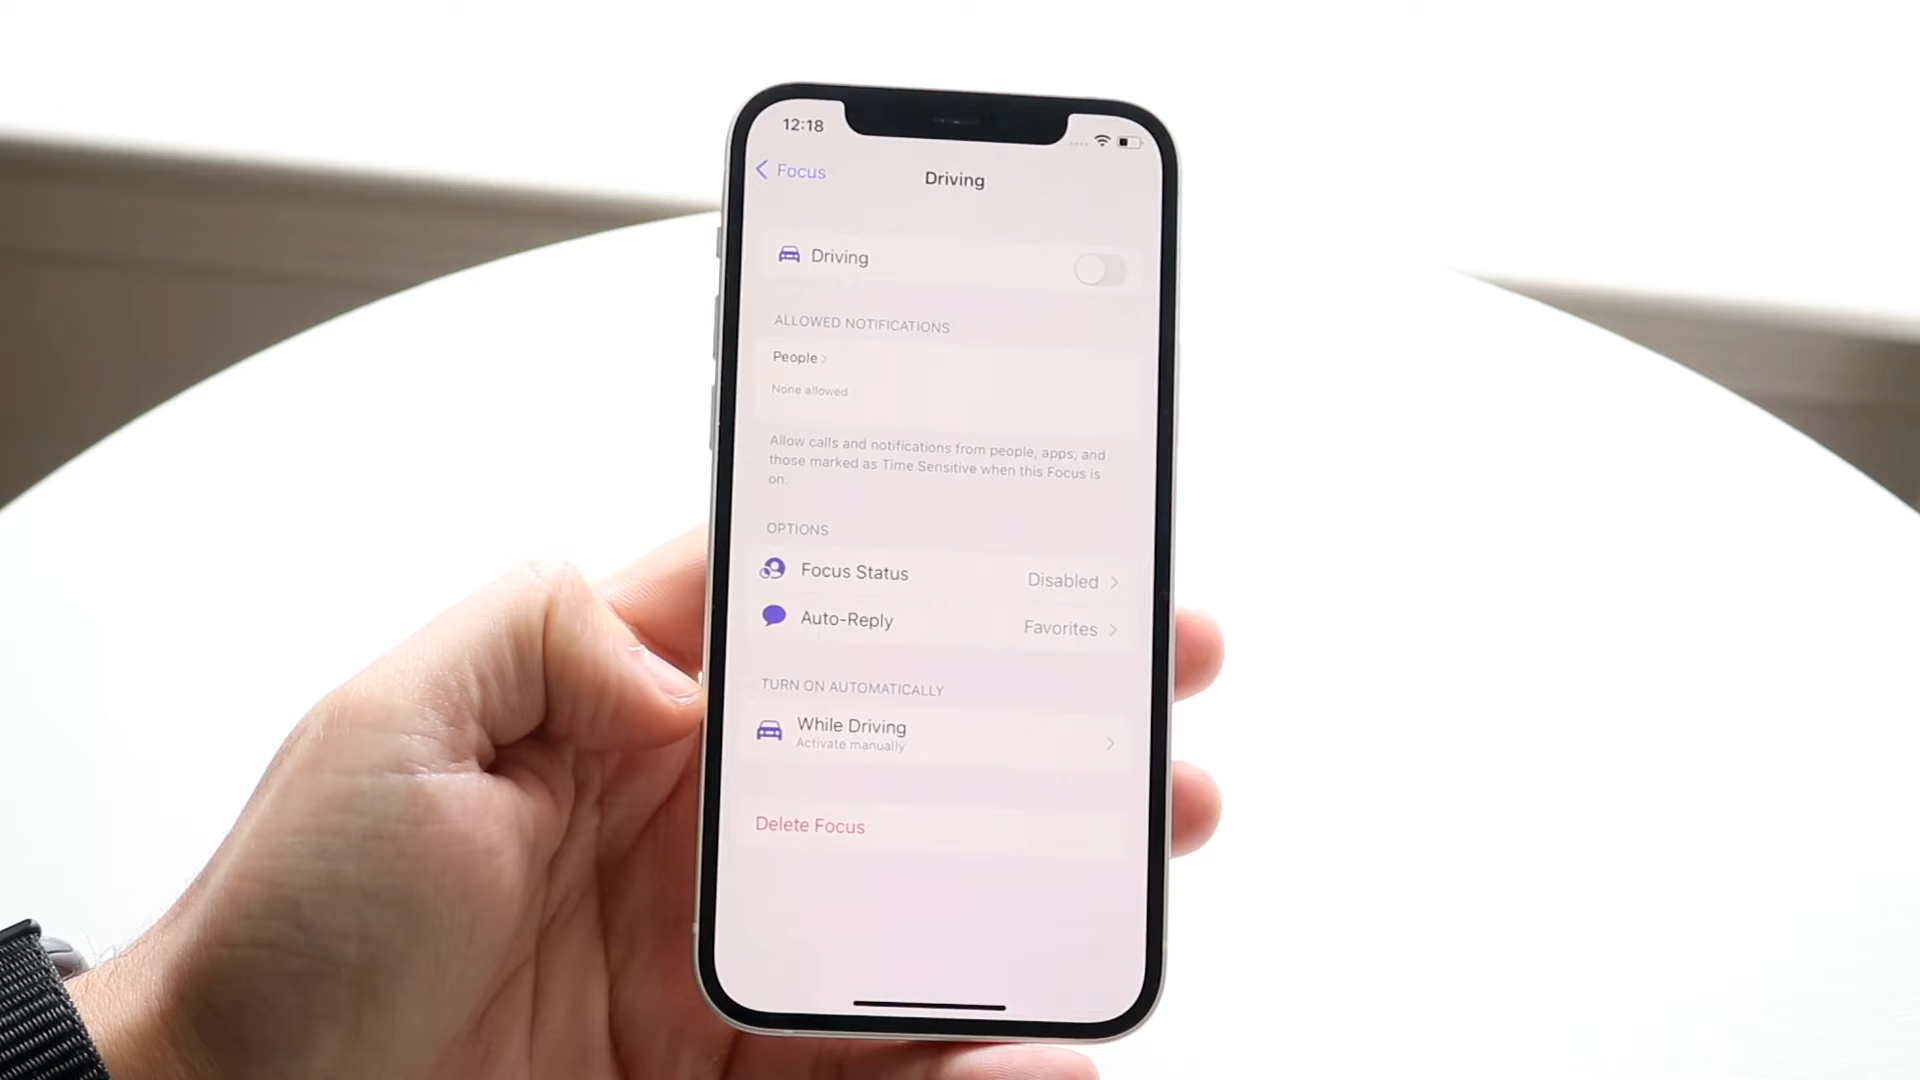 12:18
Focus
Driving
Driving
ALLOWED NOTIFICATIONS
People
None allowed
Allow calls and notifications from people, apps, and
those marked as Time Sensitive when this Focus is
on.
OPTIONS
Focus Status Disabled
Auto-Reply Favorites
TURN ON AUTOMATICALLY
While Driving
Activate manually
Delete Focus